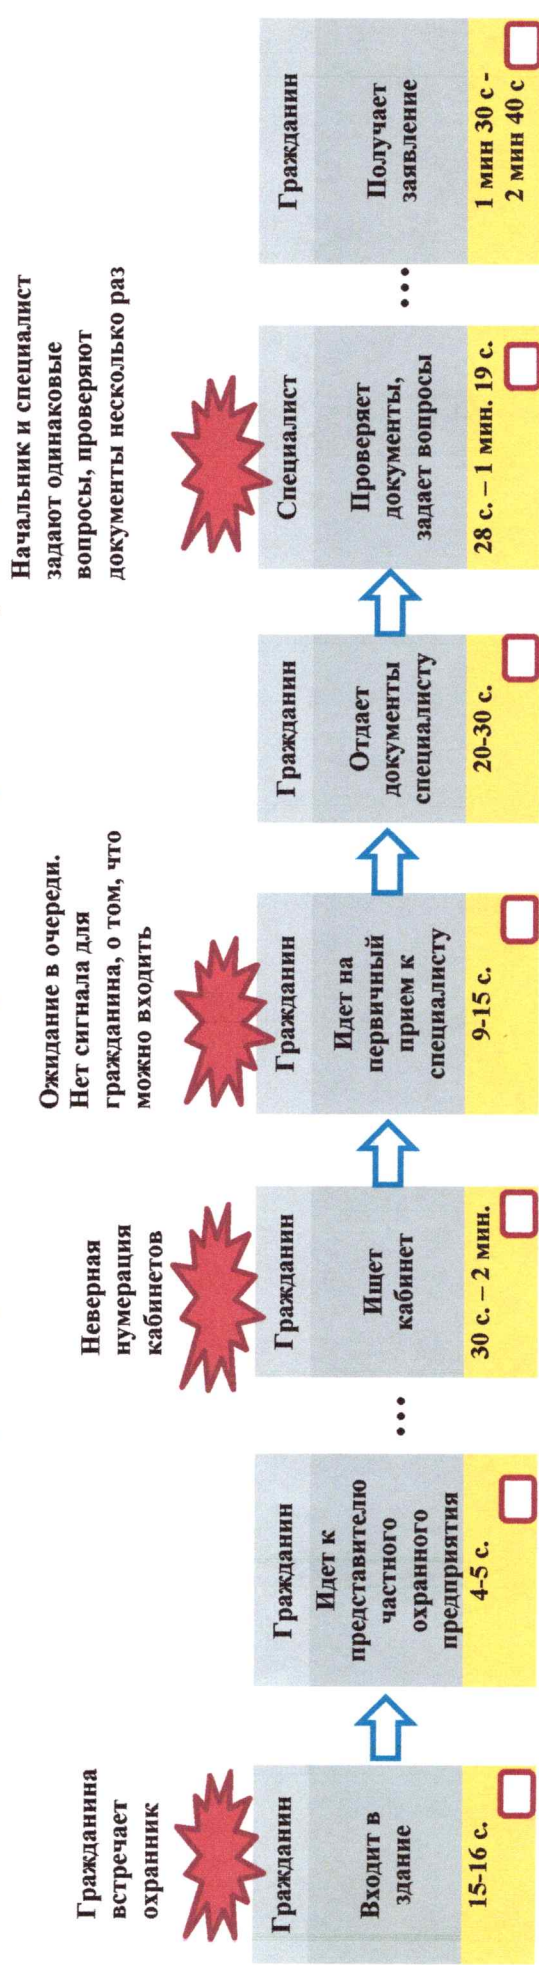 Гражданина
встречает
охранник
Гражданин
Входит в
здание
15-16 с.
Гражданин
Идет к
представителю
частного
охранного
предприятия
4-5 с.
...
Неверная
нумерация
кабинетов
Гражданин
Ищет
кабинет
30 с. – 2 мин.
Ожидание в очереди.
Нет сигнала для
гражданина, о том, что
можно входить
Гражданин
Идет на
первичный
прием к
специалисту
9-15 с.
Гражданин
Отдает
документы
специалисту
20-30 с.
Начальник и специалист
задают одинаковые
вопросы, проверяют
документы несколько раз
Специалист
Проверяет
документы,
задает вопросы
28 с. – 1 мин. 19 с.
...
Гражданин
Получает
заявление
1 мин 30 с -
2 мин 40 с